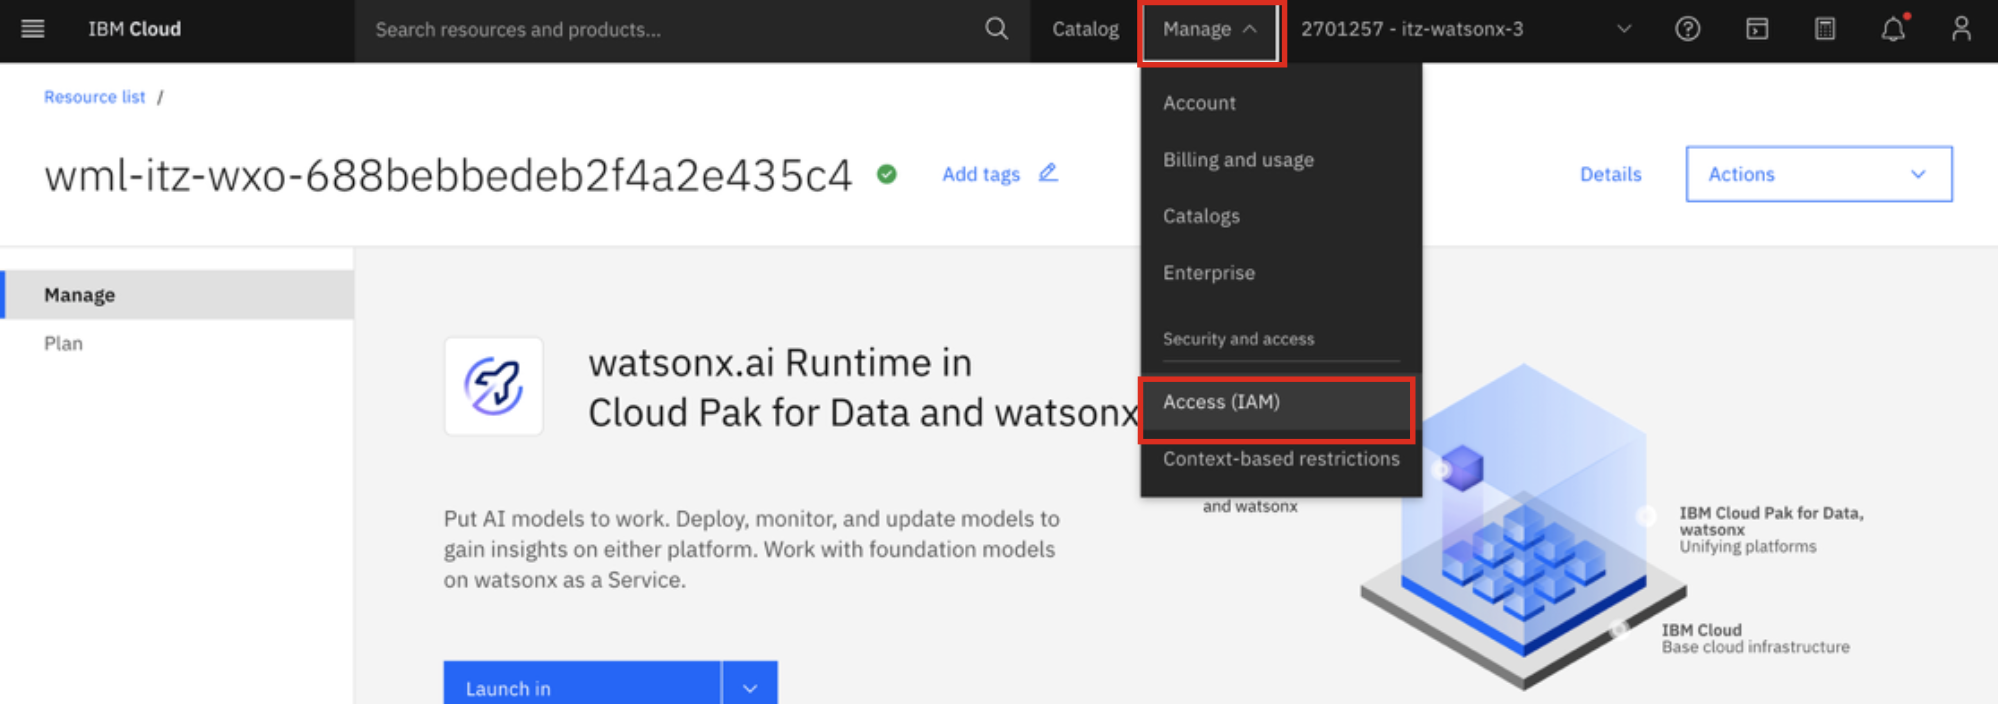 IBM Cloud
Search resources and products...
Catalog
Manage
2701257 - itz-watsonx-3
Resource list /
wml-itz-wxo-688bebbedeb2f4a2e435c4
Add tags
Details
Actions
Account
Billing and usage
Catalogs
Enterprise
Security and access
Access (IAM)
Context-based restrictions
Manage
Plan
watsonx.ai Runtime in
Cloud Pak for Data and watsonx
Put AI models to work. Deploy, monitor, and update models to
gain insights on either platform. Work with foundation models
on watsonx as a Service.
Launch in
and watsonx
IBM Cloud Pak for Data,
watsonx
Unifying platforms
IBM Cloud
Base cloud infrastructure